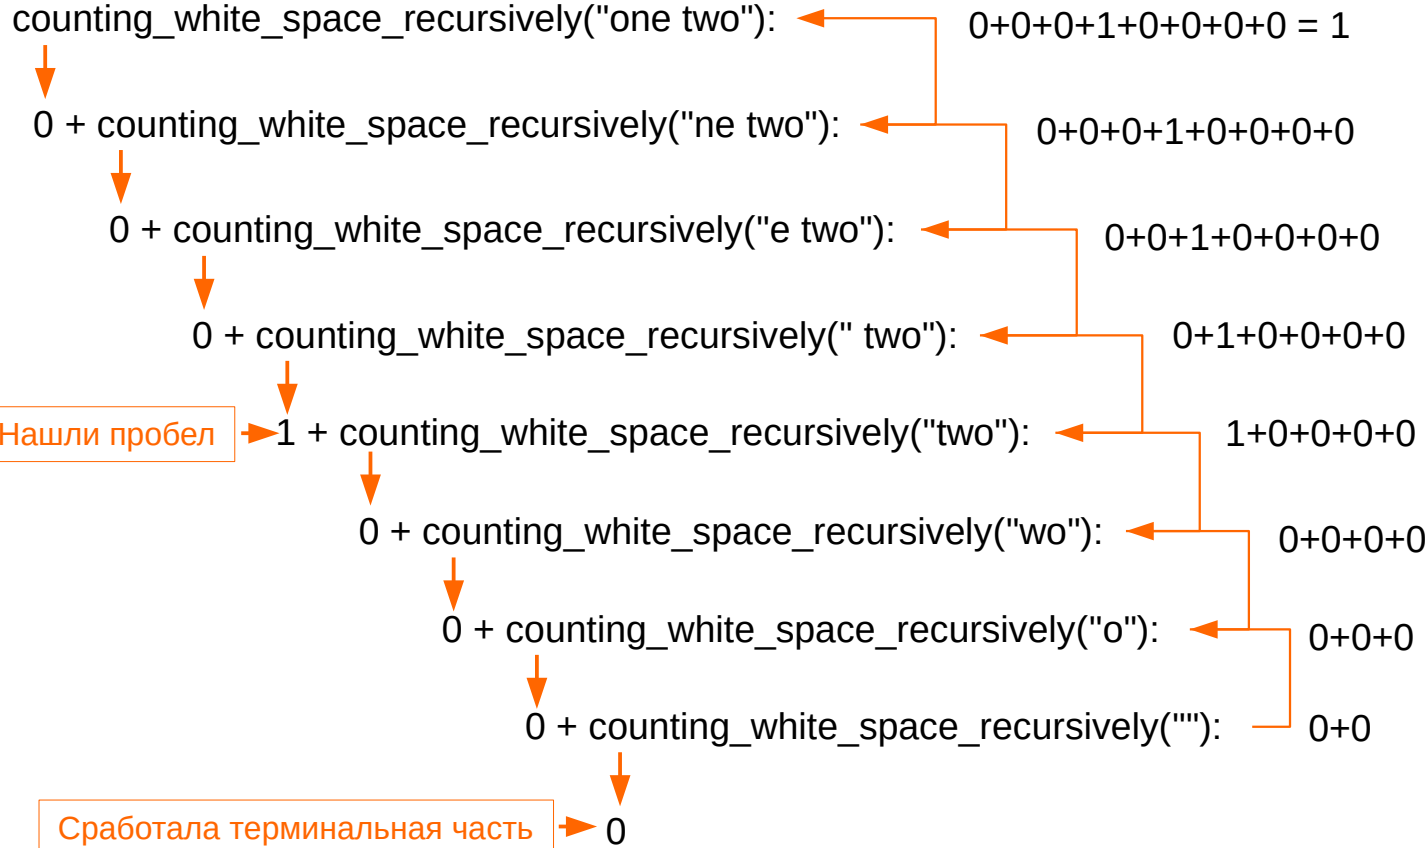 counting_white_space_recursively("one two"): 0+0+0+1+0+0+0+0 = 1
0 + counting_white_space_recursively("ne two"): 0+0+0+1+0+0+0+0
0 + counting_white_space_recursively("e two"): 0+0+1+0+0+0+0
0 + counting_white_space_recursively(" two"): 0+1+0+0+0+0
Нашли пробел 1 + counting_white_space_recursively("two"): 1+0+0+0+0
0 + counting_white_space_recursively("wo"): 0+0+0+0
0 + counting_white_space_recursively("o"): 0+0+0
0 + counting_white_space_recursively(""): 0+0
Сработала терминальная часть 0